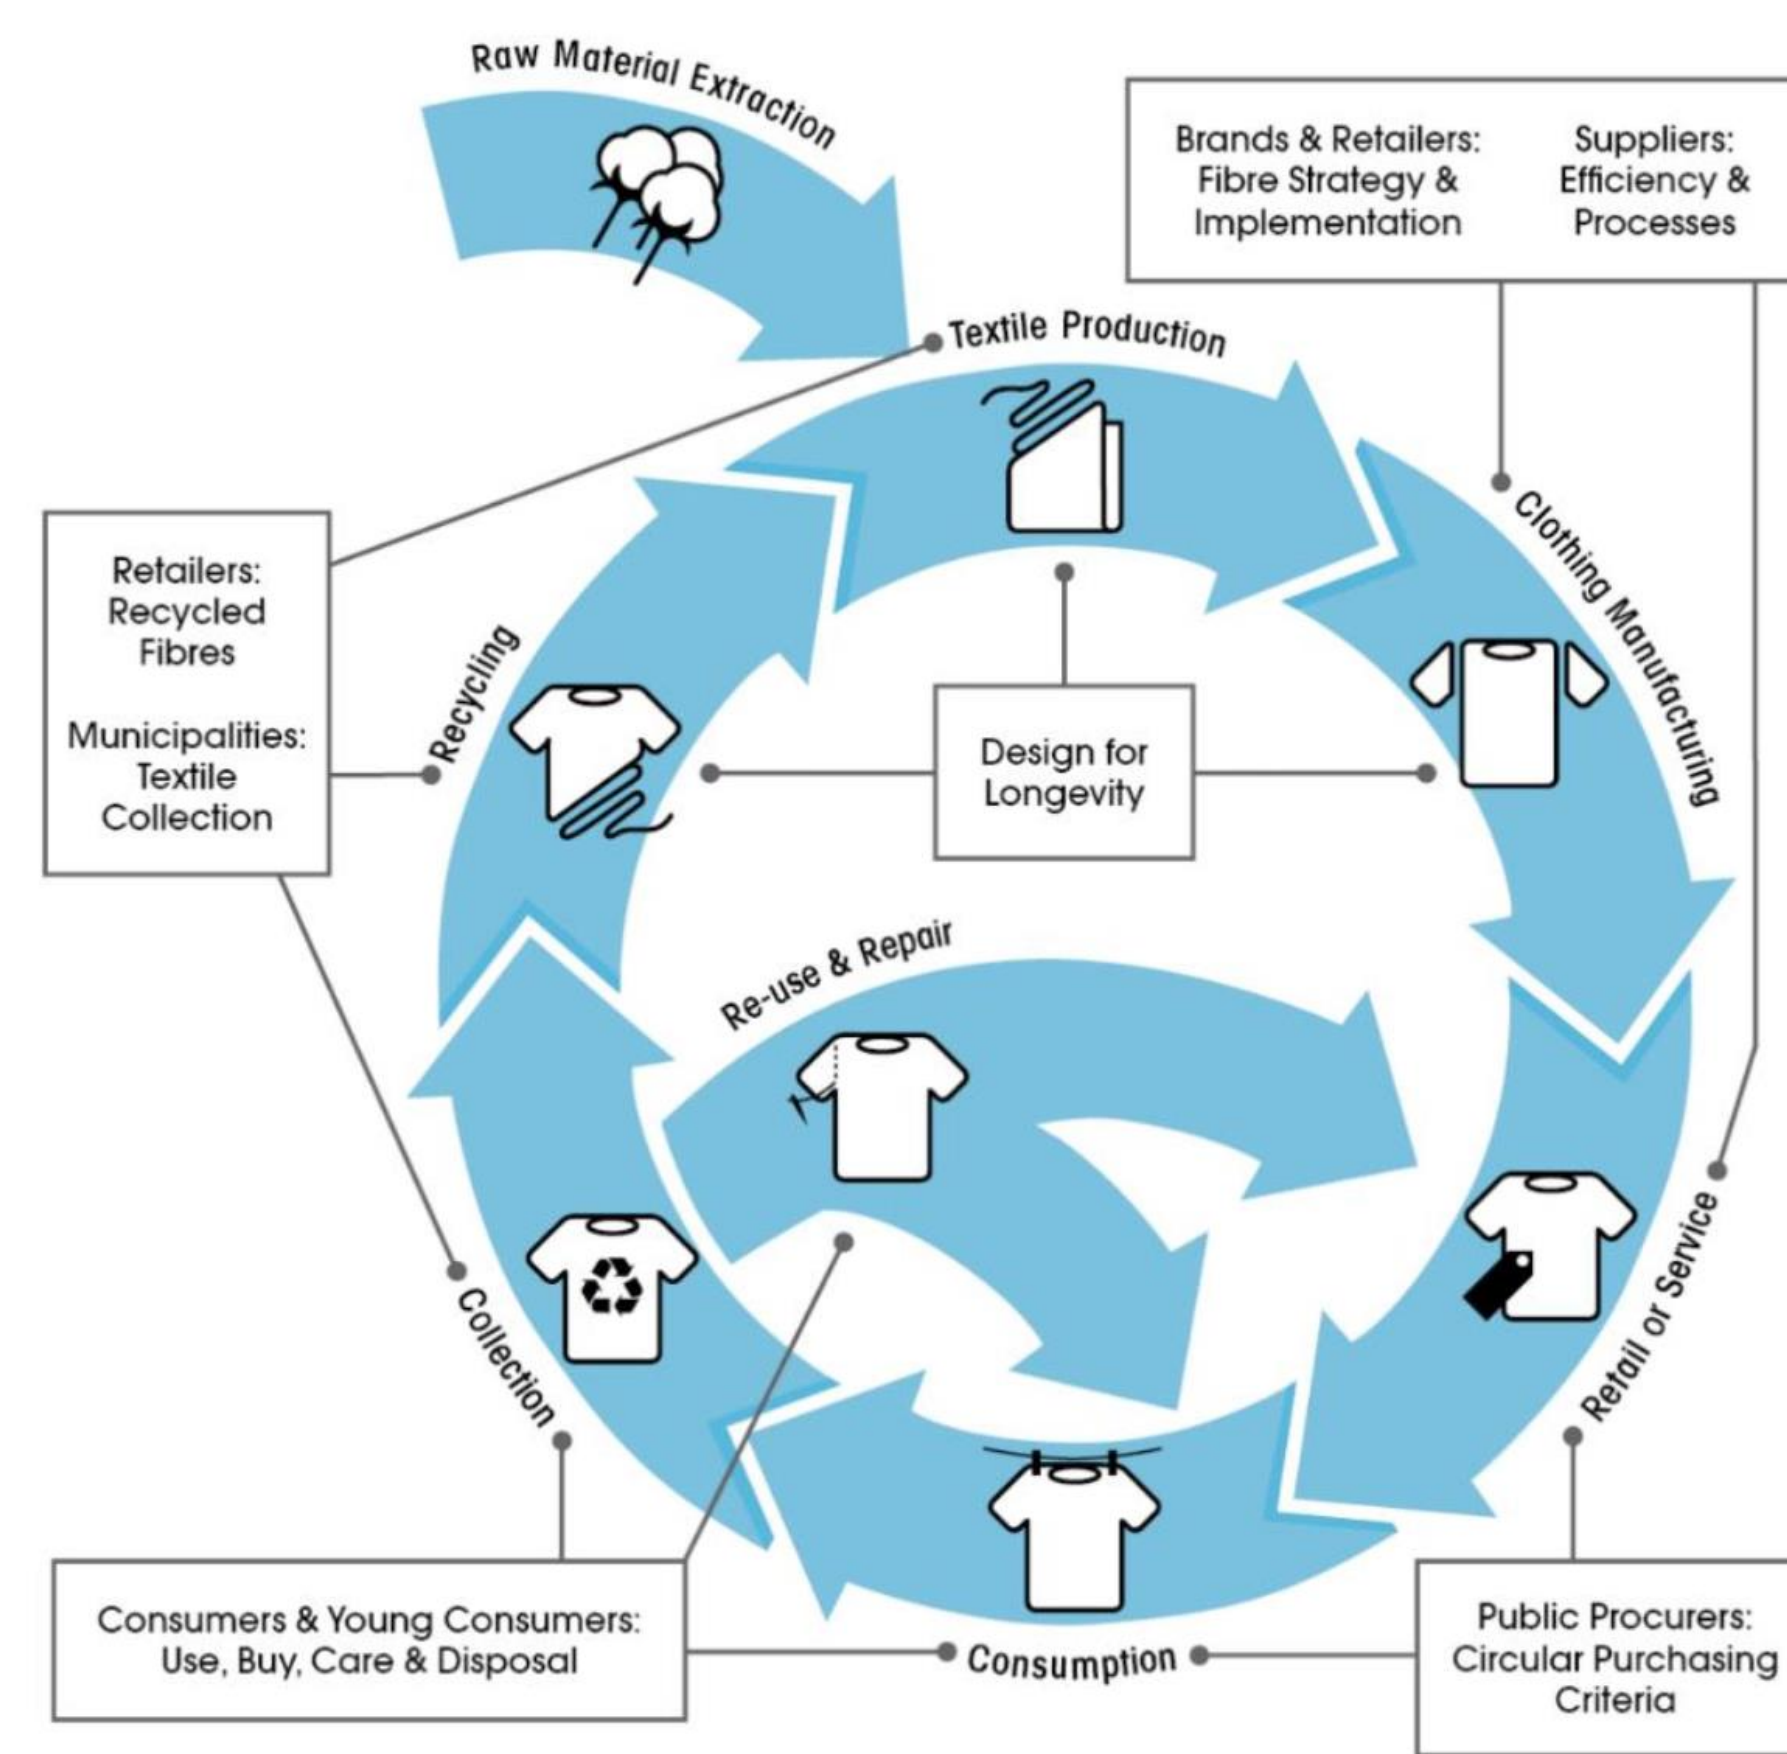 Raw Material Extraction
Brands & Retailers:
Fibre Strategy &
Implementation
Suppliers:
Efficiency &
Processes
Textile Production
Clothing Manufacturing
Retailers:
Recycled
Fibres
Municipalities:
Textile
Collection
Recycling
Design for
Longevity
Re-use & Repair
Retail or Service
Collection
Consumers & Young Consumers:
Use, Buy, Care & Disposal
Consumption
Public Procurers:
Circular Purchasing
Criteria